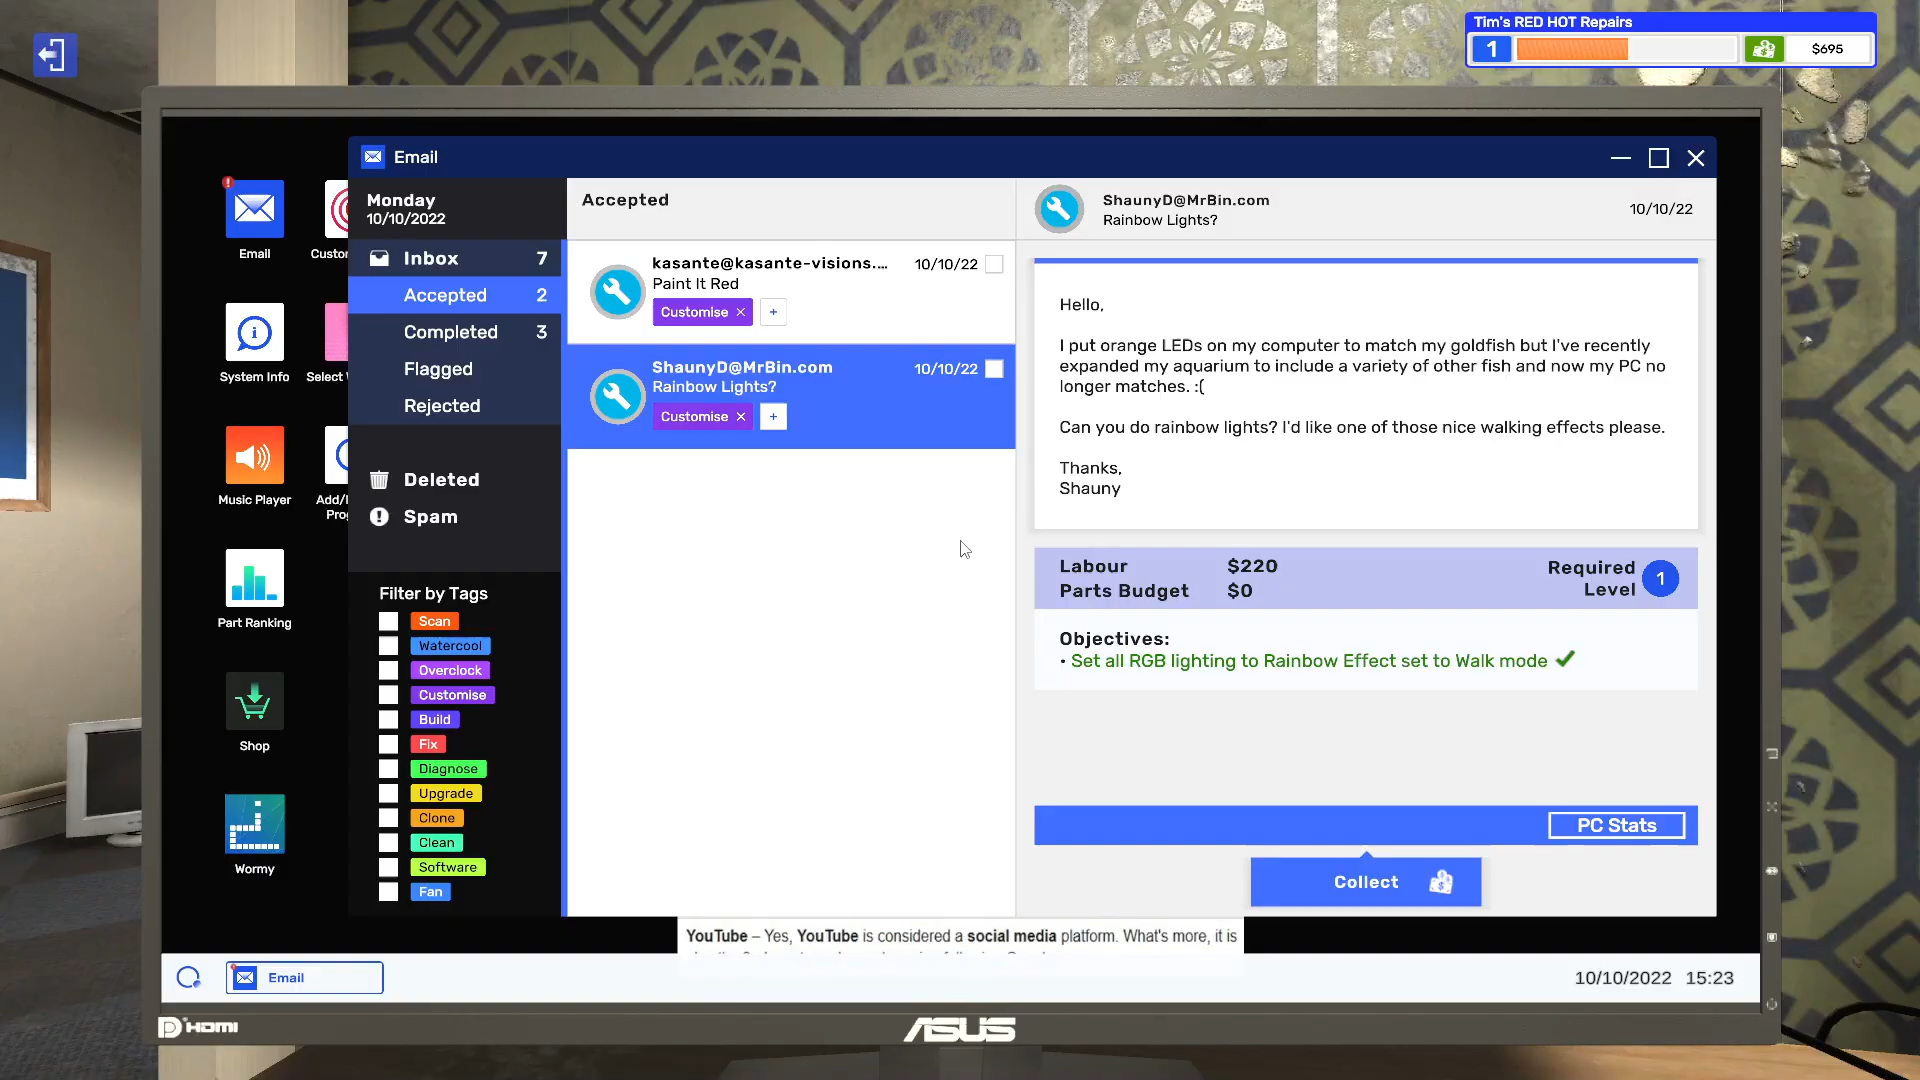 Tim's RED HOT Repairs
1
$695
Email
Monday
10/10/2022
Inbox 7
Accepted 2
Completed 3
Flagged
Rejected
Deleted
Spam
Filter by Tags
Scan
Watercool
Overclock
Customise
Build
Fix
Diagnose
Upgrade
Clone
Clean
Software
Fan
Email
Custo
System Info
Select
Music Player
Add/
Prog
Part Ranking
Shop
Wormy
Accepted
kasante@kasante-visions.... 10/10/22
Paint It Red
Customise × +
ShaunyD@MrBin.com 10/10/22
Rainbow Lights?
Customise × +
ShaunyD@MrBin.com
Rainbow Lights?
10/10/22
Hello,
I put orange LEDs on my computer to match my goldfish but I've recently
expanded my aquarium to include a variety of other fish and now my PC no
longer matches. :(
Can you do rainbow lights? I'd like one of those nice walking effects please.
Thanks,
Shauny
Labour $220
Parts Budget $0
Required
Level 1
Objectives:
• Set all RGB lighting to Rainbow Effect set to Walk mode ✔
PC Stats
Collect
YouTube – Yes, YouTube is considered a social media platform. What's more, it is
Email
10/10/2022 15:23
HDMI
ASUS